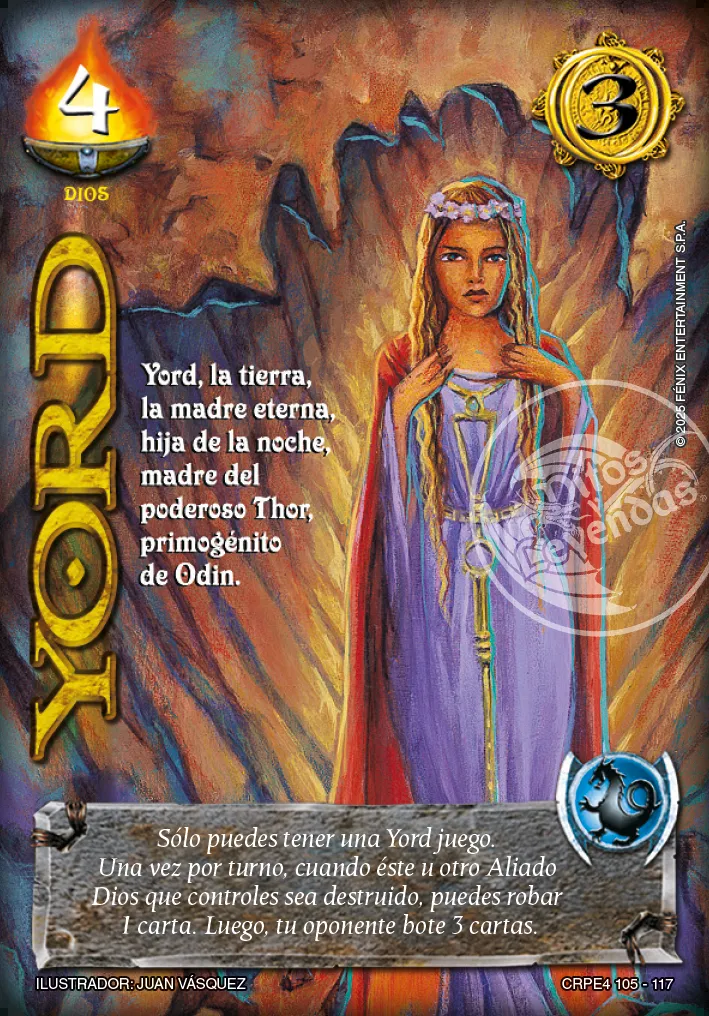 4
3
DIOS
YORD
Yord, la tierra,
la madre eterna,
hija de la noche,
madre del
poderoso Thor,
primogénito
de Odin.
© 2025 FÉNIX ENTERTAINMENT S.P.A.
Mitos
y
Leyendas
Sólo puedes tener una Yord juego.
Una vez por turno, cuando éste u otro Aliado
Dios que controles sea destruido, puedes robar
1 carta. Luego, tu oponente bote 3 cartas.
ILUSTRADOR: JUAN VÁSQUEZ
CRPE4 105 - 117